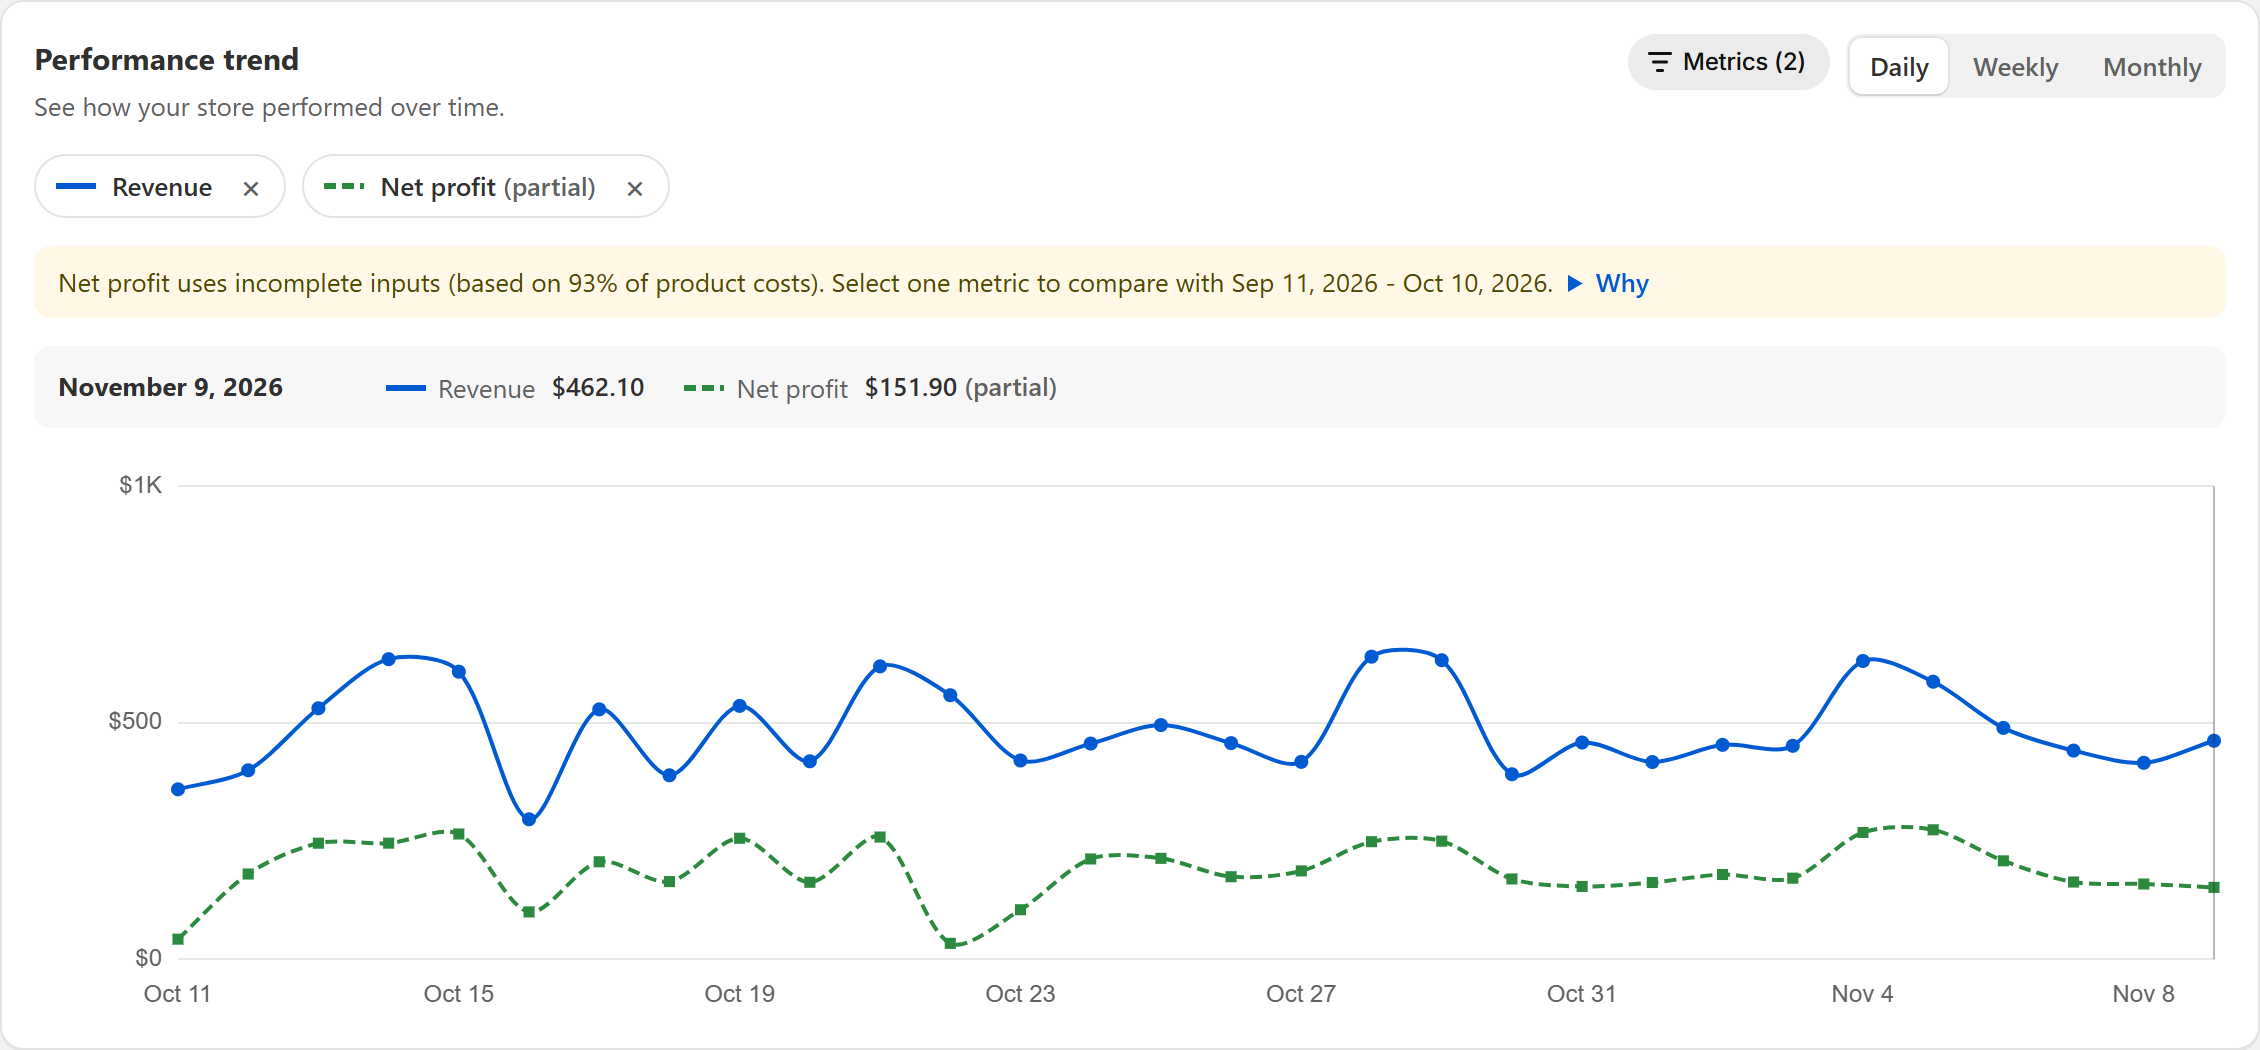 Performance trend
Metrics (2)
Daily
Weekly
Monthly
See how your store performed over time.
Revenue ×
Net profit (partial) ×
Net profit uses incomplete inputs (based on 93% of product costs). Select one metric to compare with Sep 11, 2026 - Oct 10, 2026. ▶ Why
November 9, 2026 Revenue $462.10 Net profit $151.90 (partial)
$1K
$500
$0
Oct 11 Oct 15 Oct 19 Oct 23 Oct 27 Oct 31 Nov 4 Nov 8